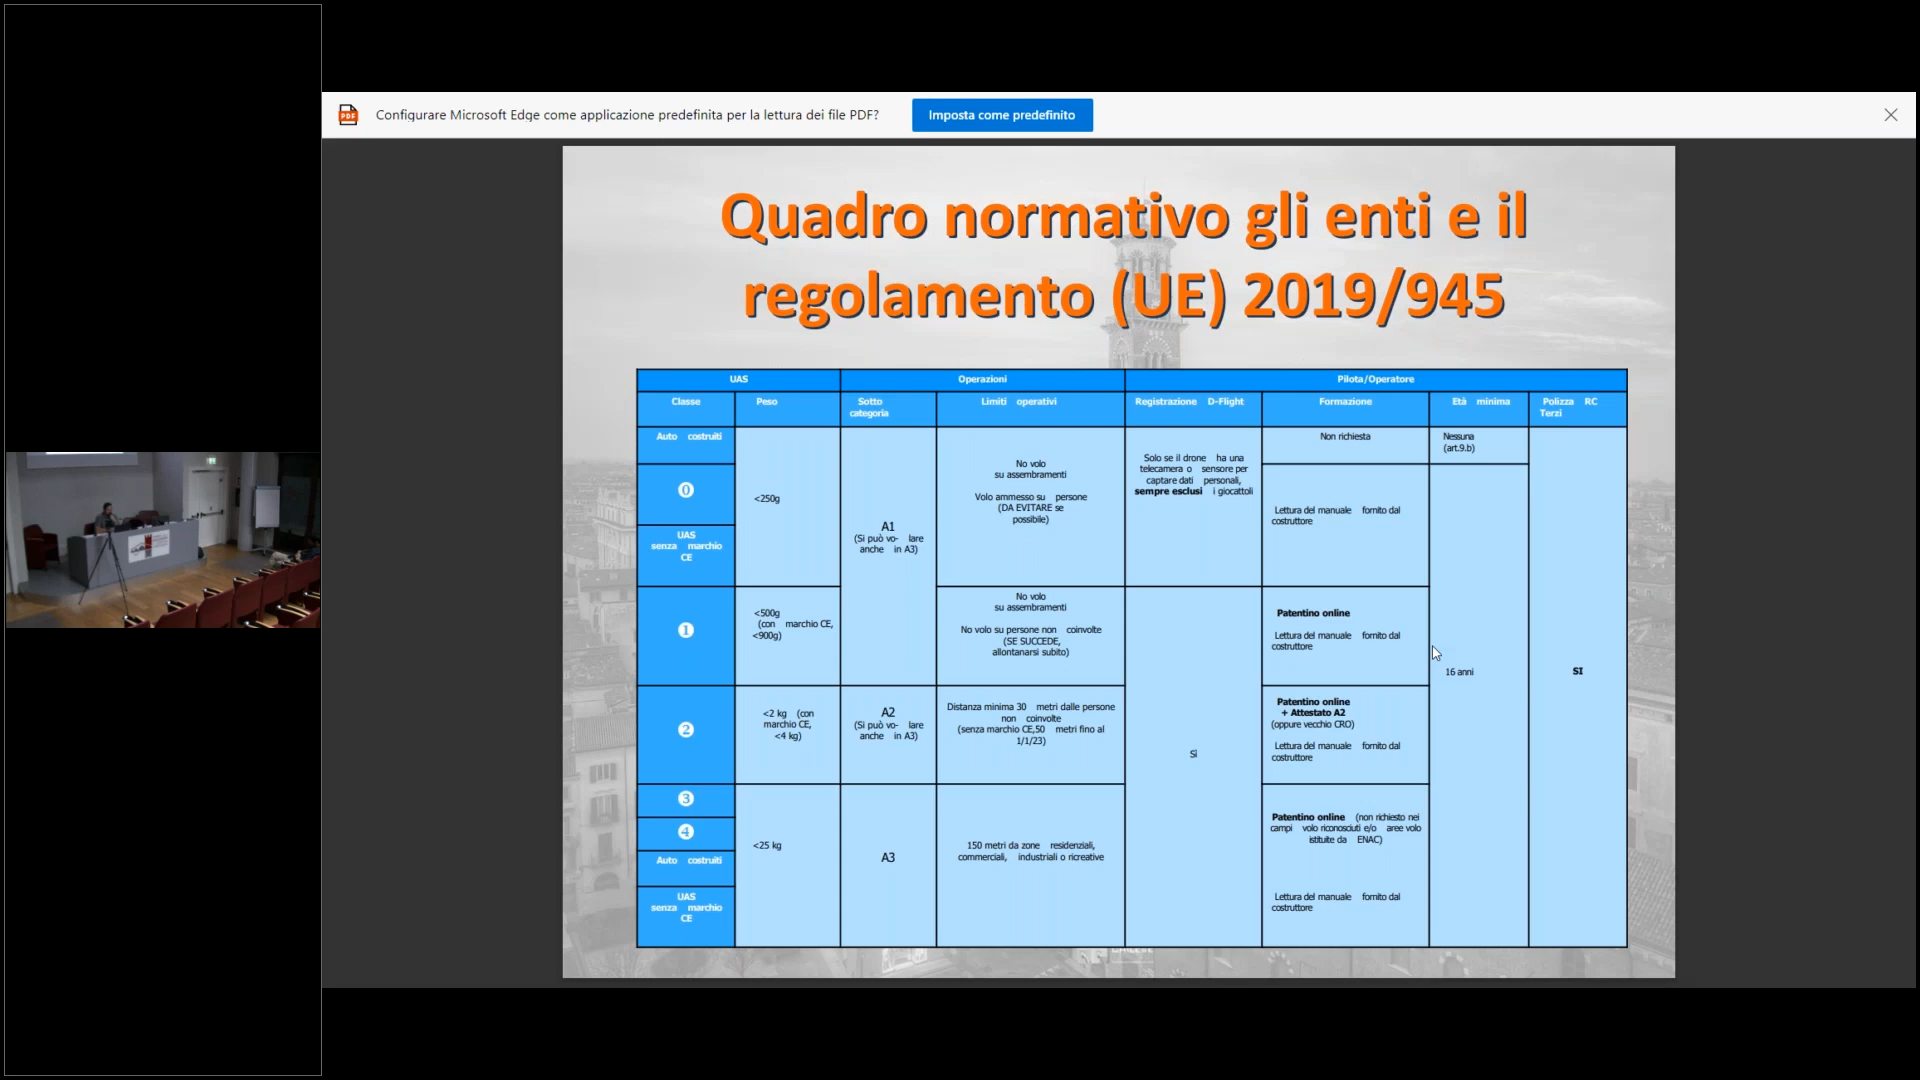 Configurare Microsoft Edge come applicazione predefinita per la lettura dei file PDF?
Imposta come predefinito
Quadro normativo gli enti e il
regolamento (UE) 2019/945
UAS
Operazioni
Pilota/Operatore
Classe
Peso
Sotto
categoria
Limiti operativi
Registrazione D-Flight
Formazione
Età minima
Polizza RC
Terzi
Auto costruiti
0
UAS
senza marchio
CE
<250g
A1
(Si può vo- lare
anche in A3)
No volo
su assembramenti
Volo ammesso su persone
(DA EVITARE se
possibile)
Solo se il drone ha una
telecamera o sensore per
captare dati personali,
sempre esclusi i giocattoli
Non richiesta
Nessuna
(art.9.b)
Lettura del manuale fornito dal
costruttore
1
<500g
(con marchio CE,
<900g)
No volo
su assembramenti
No volo su persone non coinvolte
(SE SUCCEDE,
allontanarsi subito)
Patentino online
Lettura del manuale fornito dal
costruttore
16 anni
SI
2
<2 kg (con
marchio CE,
<4 kg)
A2
(Si può vo- lare
anche in A3)
Distanza minima 30 metri dalle persone
non coinvolte
(senza marchio CE,50 metri fino al
1/1/23)
Sì
Patentino online
+ Attestato A2
(oppure vecchio CRO)
Lettura del manuale fornito dal
costruttore
3
4
Auto costruiti
UAS
senza marchio
CE
<25 kg
A3
150 metri da zone residenziali,
commerciali, industriali o ricreative
Patentino online (non richiesto nei
campi volo riconosciuti e/o aree volo
istituite da ENAC)
Lettura del manuale fornito dal
costruttore